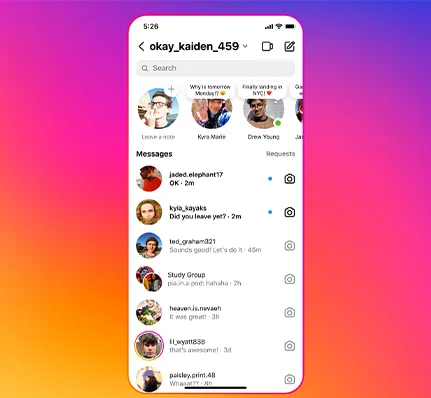 5:26
okay_kaiden_459
Search
Why is tomorrow
Monday!? 😩
Finally landing in
NYC! ❤️
Leave a note
Kyra Marie
Drew Young
Messages
Requests
jaded.elephant17
OK · 2m
kyia_kayaks
Did you leave yet? · 2m
ted_graham321
Sounds good! Let's do it · 45m
Study Group
pia.in.a.pod: hahaha · 2h
heaven.is.nevaeh
It was great! · 3h
lil_wyatt838
that's awesome! · 3d
paisley.print.48
Whaaat?? · 8h